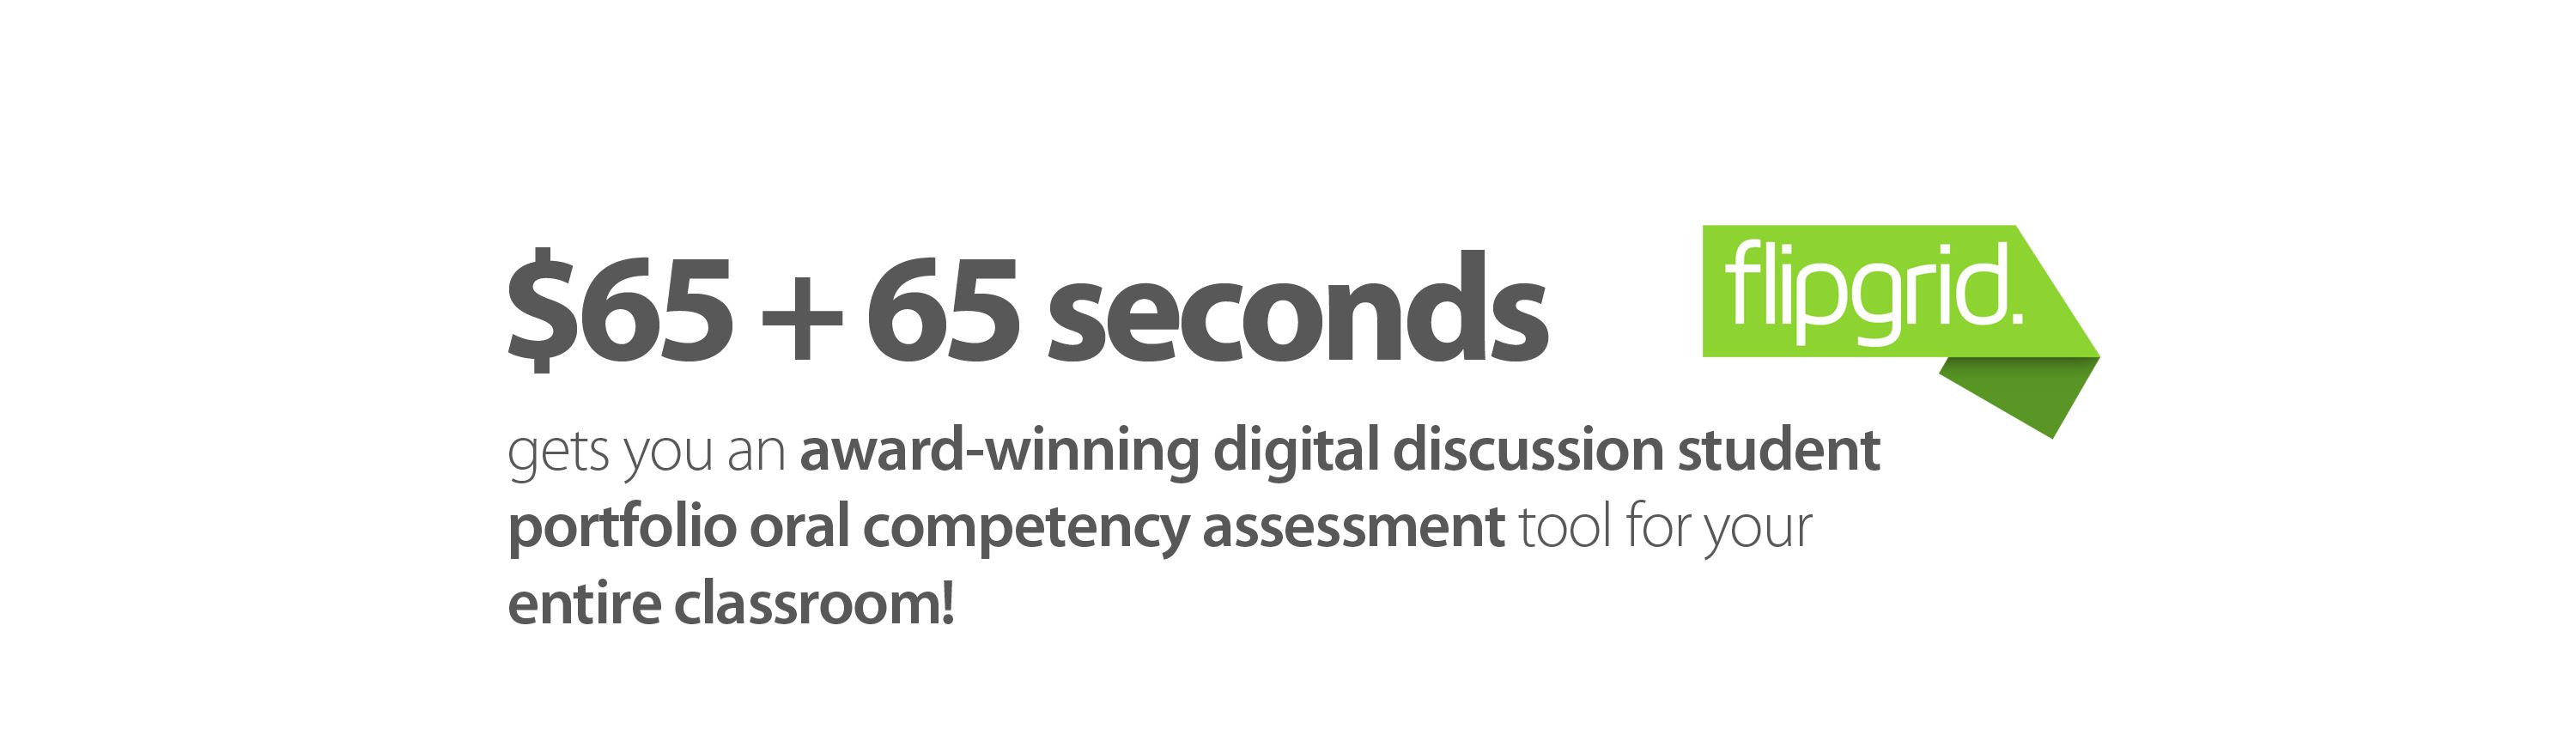 $65 + 65 seconds
flipgrid.
gets you an award-winning digital discussion student
portfolio oral competency assessment tool for your
entire classroom!